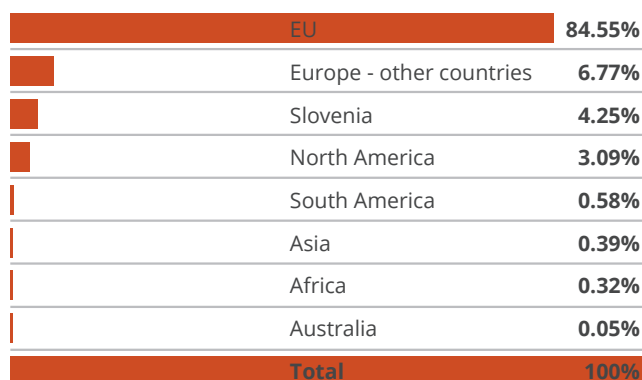 EU 84.55%
Europe - other countries 6.77%
Slovenia 4.25%
North America 3.09%
South America 0.58%
Asia 0.39%
Africa 0.32%
Australia 0.05%
Total 100%